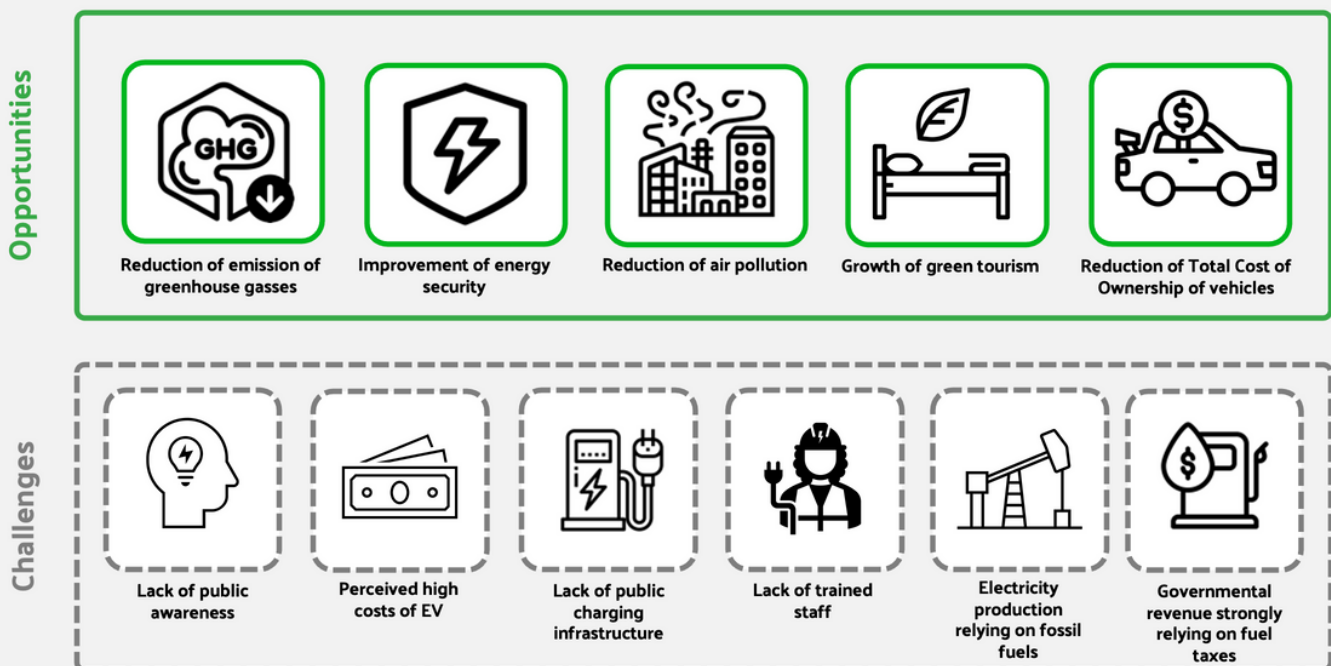 Opportunities
GHG
$
Reduction of emission of
greenhouse gasses
Improvement of energy
security
Reduction of air pollution
Growth of green tourism
Reduction of Total Cost of
Ownership of vehicles
Challenges
$
Lack of public
awareness
Perceived high
costs of EV
Lack of public
charging
infrastructure
Lack of trained
staff
Electricity
production
relying on fossil
fuels
Governmental
revenue strongly
relying on fuel
taxes